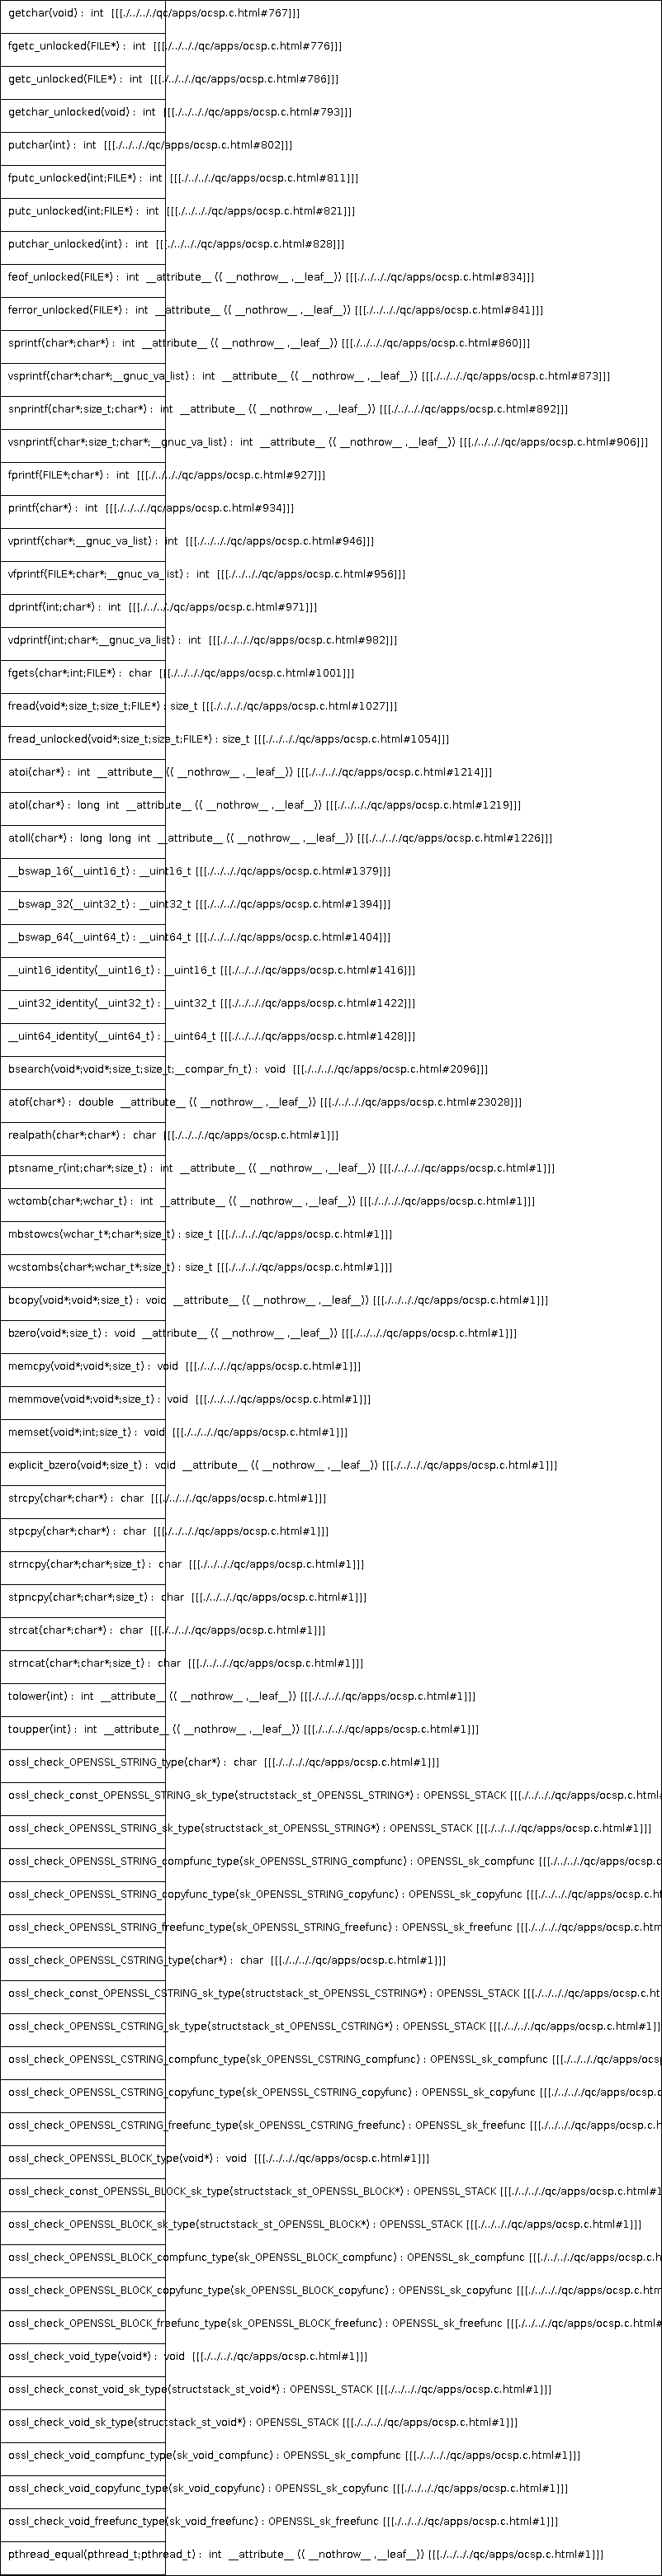 getchar(void) : int [[[./../../qc/apps/ocsp.c.html#767]]]
fgetc_unlocked(FILE*) : int [[[./../../qc/apps/ocsp.c.html#776]]]
getc_unlocked(FILE*) : int [[[./../../qc/apps/ocsp.c.html#786]]]
getchar_unlocked(void) : int [[[./../../qc/apps/ocsp.c.html#793]]]
putchar(int) : int [[[./../../qc/apps/ocsp.c.html#802]]]
fputc_unlocked(int;FILE*) : int [[[./../../qc/apps/ocsp.c.html#811]]]
putc_unlocked(int;FILE*) : int [[[./../../qc/apps/ocsp.c.html#821]]]
putchar_unlocked(int) : int [[[./../../qc/apps/ocsp.c.html#828]]]
feof_unlocked(FILE*) : int __attribute__ (( __nothrow__ ,__leaf__)) [[[./../../qc/apps/ocsp.c.html#834]]]
ferror_unlocked(FILE*) : int __attribute__ (( __nothrow__ ,__leaf__)) [[[./../../qc/apps/ocsp.c.html#841]]]
sprintf(char*;char*) : int __attribute__ (( __nothrow__ ,__leaf__)) [[[./../../qc/apps/ocsp.c.html#860]]]
vsprintf(char*;char*;__gnuc_va_list) : int __attribute__ (( __nothrow__ ,__leaf__)) [[[./../../qc/apps/ocsp.c.html#873]]]
snprintf(char*;size_t;char*) : int __attribute__ (( __nothrow__ ,__leaf__)) [[[./../../qc/apps/ocsp.c.html#892]]]
vsnprintf(char*;size_t;char*;__gnuc_va_list) : int __attribute__ (( __nothrow__ ,__leaf__)) [[[./../../qc/apps/ocsp.c.html#906]]]
fprintf(FILE*;char*) : int [[[./../../qc/apps/ocsp.c.html#927]]]
printf(char*) : int [[[./../../qc/apps/ocsp.c.html#934]]]
vprintf(char*;__gnuc_va_list) : int [[[./../../qc/apps/ocsp.c.html#946]]]
vfprintf(FILE*;char*;__gnuc_va_list) : int [[[./../../qc/apps/ocsp.c.html#956]]]
dprintf(int;char*) : int [[[./../../qc/apps/ocsp.c.html#971]]]
vdprintf(int;char*;__gnuc_va_list) : int [[[./../../qc/apps/ocsp.c.html#982]]]
fgets(char*;int;FILE*) : char [[[./../../qc/apps/ocsp.c.html#1001]]]
fread(void*;size_t;size_t;FILE*) : size_t [[[./../../qc/apps/ocsp.c.html#1027]]]
fread_unlocked(void*;size_t;size_t;FILE*) : size_t [[[./../../qc/apps/ocsp.c.html#1054]]]
atoi(char*) : int __attribute__ (( __nothrow__ ,__leaf__)) [[[./../../qc/apps/ocsp.c.html#1214]]]
atol(char*) : long int __attribute__ (( __nothrow__ ,__leaf__)) [[[./../../qc/apps/ocsp.c.html#1219]]]
atoll(char*) : long long int __attribute__ (( __nothrow__ ,__leaf__)) [[[./../../qc/apps/ocsp.c.html#1226]]]
__bswap_16(__uint16_t) : __uint16_t [[[./../../qc/apps/ocsp.c.html#1379]]]
__bswap_32(__uint32_t) : __uint32_t [[[./../../qc/apps/ocsp.c.html#1394]]]
__bswap_64(__uint64_t) : __uint64_t [[[./../../qc/apps/ocsp.c.html#1404]]]
__uint16_identity(__uint16_t) : __uint16_t [[[./../../qc/apps/ocsp.c.html#1416]]]
__uint32_identity(__uint32_t) : __uint32_t [[[./../../qc/apps/ocsp.c.html#1422]]]
__uint64_identity(__uint64_t) : __uint64_t [[[./../../qc/apps/ocsp.c.html#1428]]]
bsearch(void*;void*;size_t;size_t;__compar_fn_t) : void [[[./../../qc/apps/ocsp.c.html#2096]]]
atof(char*) : double __attribute__ (( __nothrow__ ,__leaf__)) [[[./../../qc/apps/ocsp.c.html#23028]]]
realpath(char*;char*) : char [[[./../../qc/apps/ocsp.c.html#1]]]
ptsname_r(int;char*;size_t) : int __attribute__ (( __nothrow__ ,__leaf__)) [[[./../../qc/apps/ocsp.c.html#1]]]
wctomb(char*;wchar_t) : int __attribute__ (( __nothrow__ ,__leaf__)) [[[./../../qc/apps/ocsp.c.html#1]]]
mbstowcs(wchar_t*;char*;size_t) : size_t [[[./../../qc/apps/ocsp.c.html#1]]]
wcstombs(char*;wchar_t*;size_t) : size_t [[[./../../qc/apps/ocsp.c.html#1]]]
bcopy(void*;void*;size_t) : void __attribute__ (( __nothrow__ ,__leaf__)) [[[./../../qc/apps/ocsp.c.html#1]]]
bzero(void*;size_t) : void __attribute__ (( __nothrow__ ,__leaf__)) [[[./../../qc/apps/ocsp.c.html#1]]]
memcpy(void*;void*;size_t) : void [[[./../../qc/apps/ocsp.c.html#1]]]
memmove(void*;void*;size_t) : void [[[./../../qc/apps/ocsp.c.html#1]]]
memset(void*;int;size_t) : void [[[./../../qc/apps/ocsp.c.html#1]]]
explicit_bzero(void*;size_t) : void __attribute__ (( __nothrow__ ,__leaf__)) [[[./../../qc/apps/ocsp.c.html#1]]]
strcpy(char*;char*) : char [[[./../../qc/apps/ocsp.c.html#1]]]
stpcpy(char*;char*) : char [[[./../../qc/apps/ocsp.c.html#1]]]
strncpy(char*;char*;size_t) : char [[[./../../qc/apps/ocsp.c.html#1]]]
stpncpy(char*;char*;size_t) : char [[[./../../qc/apps/ocsp.c.html#1]]]
strcat(char*;char*) : char [[[./../../qc/apps/ocsp.c.html#1]]]
strncat(char*;char*;size_t) : char [[[./../../qc/apps/ocsp.c.html#1]]]
tolower(int) : int __attribute__ (( __nothrow__ ,__leaf__)) [[[./../../qc/apps/ocsp.c.html#1]]]
toupper(int) : int __attribute__ (( __nothrow__ ,__leaf__)) [[[./../../qc/apps/ocsp.c.html#1]]]
ossl_check_OPENSSL_STRING_type(char*) : char [[[./../../qc/apps/ocsp.c.html#1]]]
ossl_check_const_OPENSSL_STRING_sk_type(structstack_st_OPENSSL_STRING*) : OPENSSL_STACK [[[./../../qc/apps/ocsp.c.html#
ossl_check_OPENSSL_STRING_sk_type(structstack_st_OPENSSL_STRING*) : OPENSSL_STACK [[[./../../qc/apps/ocsp.c.html#1]]]
ossl_check_OPENSSL_STRING_compfunc_type(sk_OPENSSL_STRING_compfunc) : OPENSSL_sk_compfunc [[[./../../qc/apps/ocsp.c
ossl_check_OPENSSL_STRING_copyfunc_type(sk_OPENSSL_STRING_copyfunc) : OPENSSL_sk_copyfunc [[[./../../qc/apps/ocsp.c.ht
ossl_check_OPENSSL_STRING_freefunc_type(sk_OPENSSL_STRING_freefunc) : OPENSSL_sk_freefunc [[[./../../qc/apps/ocsp.c.htm
ossl_check_OPENSSL_CSTRING_type(char*) : char [[[./../../qc/apps/ocsp.c.html#1]]]
ossl_check_const_OPENSSL_CSTRING_sk_type(structstack_st_OPENSSL_CSTRING*) : OPENSSL_STACK [[[./../../qc/apps/ocsp.c.ht
ossl_check_OPENSSL_CSTRING_sk_type(structstack_st_OPENSSL_CSTRING*) : OPENSSL_STACK [[[./../../qc/apps/ocsp.c.html#1]]
ossl_check_OPENSSL_CSTRING_compfunc_type(sk_OPENSSL_CSTRING_compfunc) : OPENSSL_sk_compfunc [[[./../../qc/apps/ocsp
ossl_check_OPENSSL_CSTRING_copyfunc_type(sk_OPENSSL_CSTRING_copyfunc) : OPENSSL_sk_copyfunc [[[./../../qc/apps/ocsp.c
ossl_check_OPENSSL_CSTRING_freefunc_type(sk_OPENSSL_CSTRING_freefunc) : OPENSSL_sk_freefunc [[[./../../qc/apps/ocsp.c.h
ossl_check_OPENSSL_BLOCK_type(void*) : void [[[./../../qc/apps/ocsp.c.html#1]]]
ossl_check_const_OPENSSL_BLOCK_sk_type(structstack_st_OPENSSL_BLOCK*) : OPENSSL_STACK [[[./../../qc/apps/ocsp.c.html#1
ossl_check_OPENSSL_BLOCK_sk_type(structstack_st_OPENSSL_BLOCK*) : OPENSSL_STACK [[[./../../qc/apps/ocsp.c.html#1]]]
ossl_check_OPENSSL_BLOCK_compfunc_type(sk_OPENSSL_BLOCK_compfunc) : OPENSSL_sk_compfunc [[[./../../qc/apps/ocsp.c.h
ossl_check_OPENSSL_BLOCK_copyfunc_type(sk_OPENSSL_BLOCK_copyfunc) : OPENSSL_sk_copyfunc [[[./../../qc/apps/ocsp.c.htm
ossl_check_OPENSSL_BLOCK_freefunc_type(sk_OPENSSL_BLOCK_freefunc) : OPENSSL_sk_freefunc [[[./../../qc/apps/ocsp.c.html#
ossl_check_void_type(void*) : void [[[./../../qc/apps/ocsp.c.html#1]]]
ossl_check_const_void_sk_type(structstack_st_void*) : OPENSSL_STACK [[[./../../qc/apps/ocsp.c.html#1]]]
ossl_check_void_sk_type(structstack_st_void*) : OPENSSL_STACK [[[./../../qc/apps/ocsp.c.html#1]]]
ossl_check_void_compfunc_type(sk_void_compfunc) : OPENSSL_sk_compfunc [[[./../../qc/apps/ocsp.c.html#1]]]
ossl_check_void_copyfunc_type(sk_void_copyfunc) : OPENSSL_sk_copyfunc [[[./../../qc/apps/ocsp.c.html#1]]]
ossl_check_void_freefunc_type(sk_void_freefunc) : OPENSSL_sk_freefunc [[[./../../qc/apps/ocsp.c.html#1]]]
pthread_equal(pthread_t;pthread_t) : int __attribute__ (( __nothrow__ ,__leaf__)) [[[./../../qc/apps/ocsp.c.html#1]]]